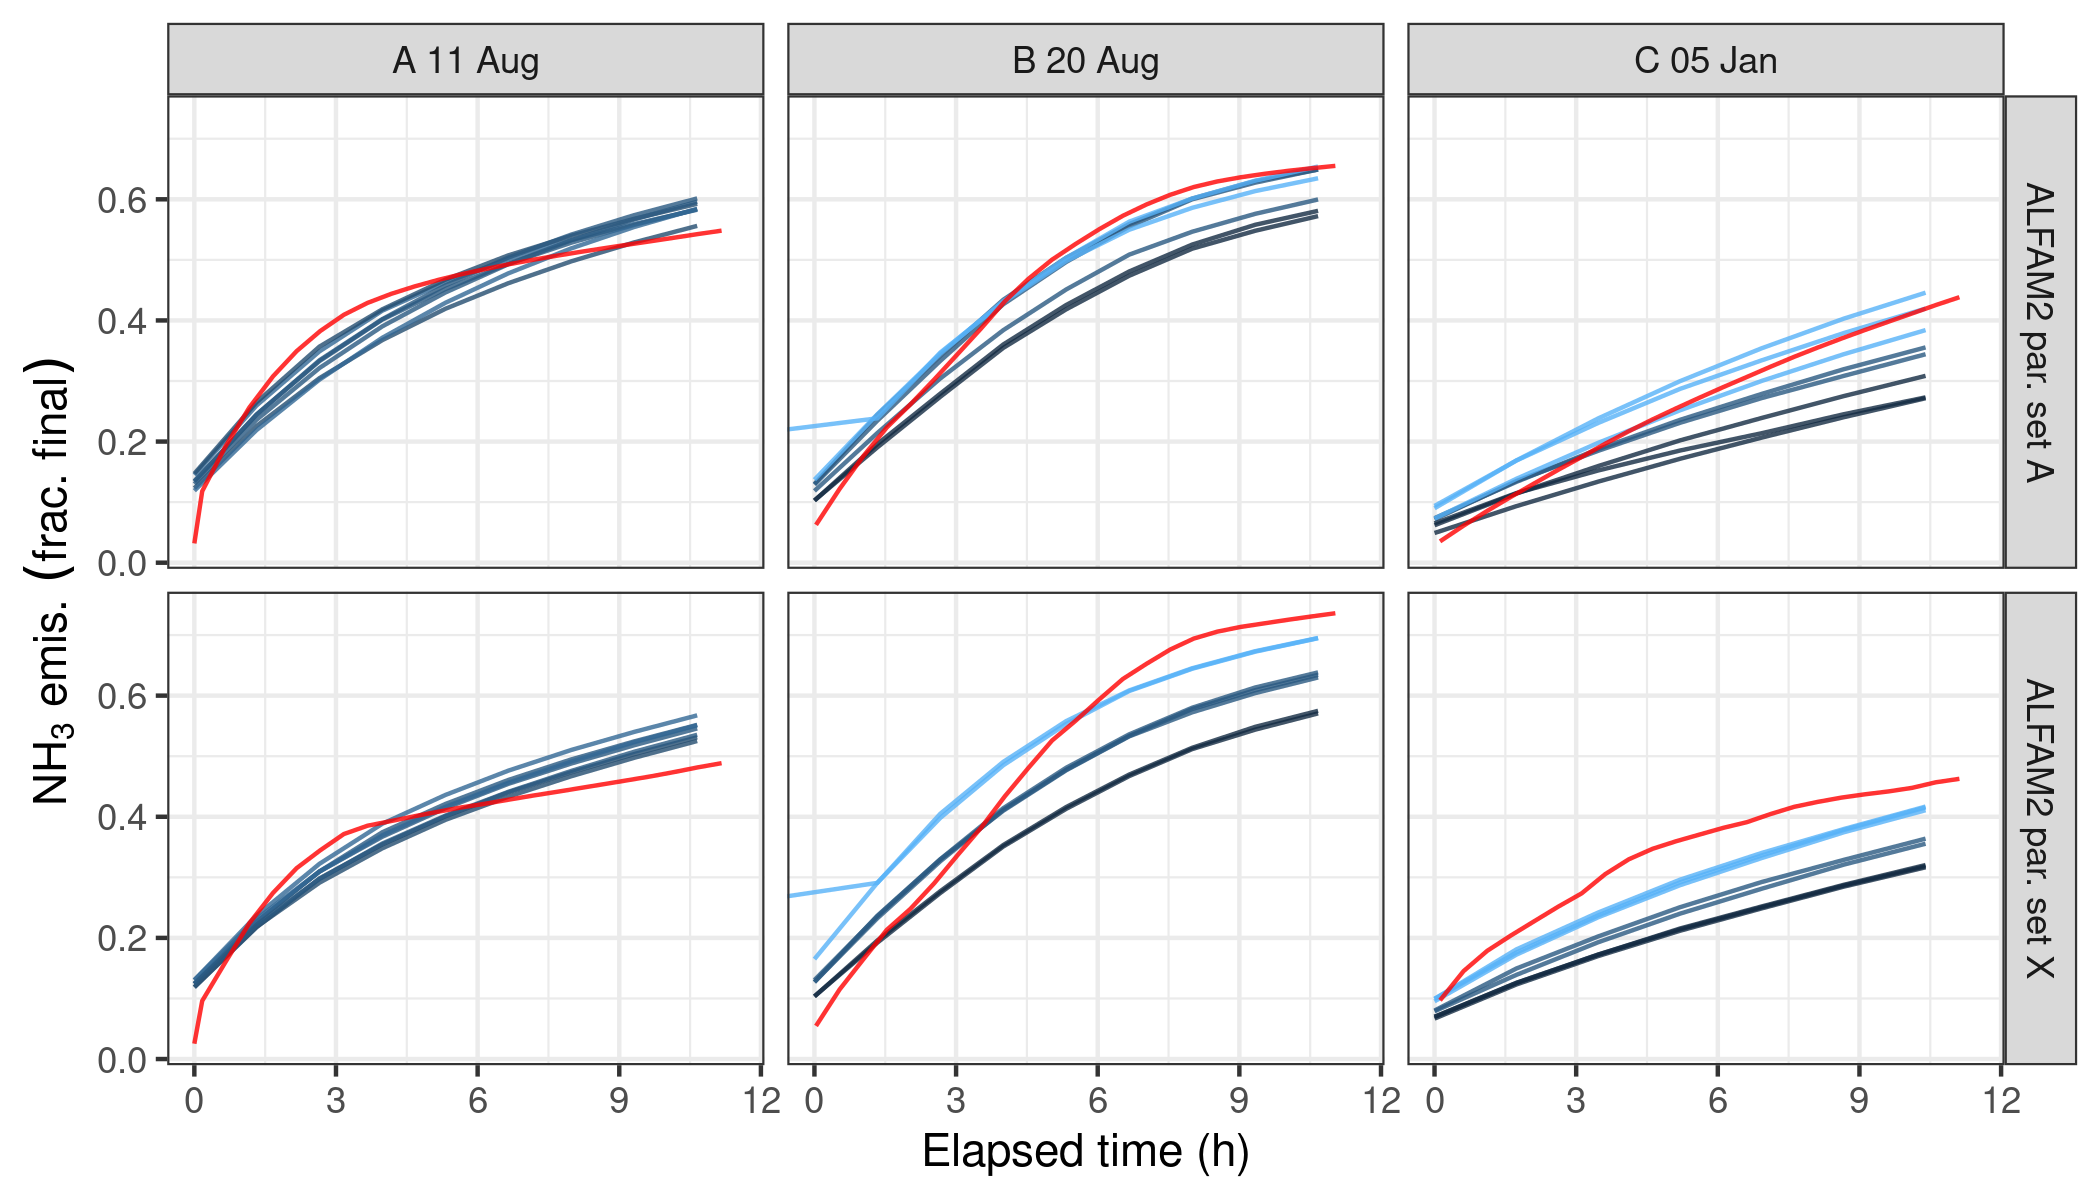 A 11 Aug
B 20 Aug
C 05 Jan
NH₃ emis. (frac. final)
0.6
0.4
0.2
0.0
ALFAM2 par. set A
0.6
0.4
0.2
0.0
ALFAM2 par. set X
0 3 6 9 12
0 3 6 9 12
0 3 6 9 12
Elapsed time (h)